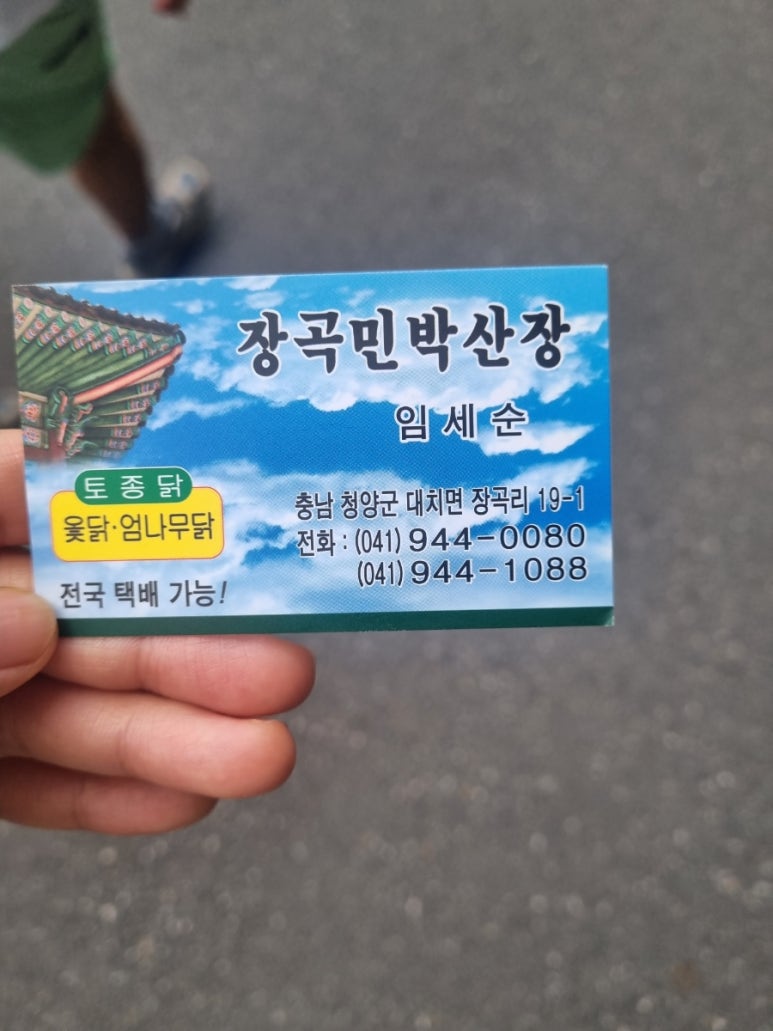 장곡민박산장
임세순
토종닭
옻닭·엄나무닭
전국 택배 가능!
충남 청양군 대치면 장곡리 19-1
전화 : (041) 944-0080
(041) 944-1088